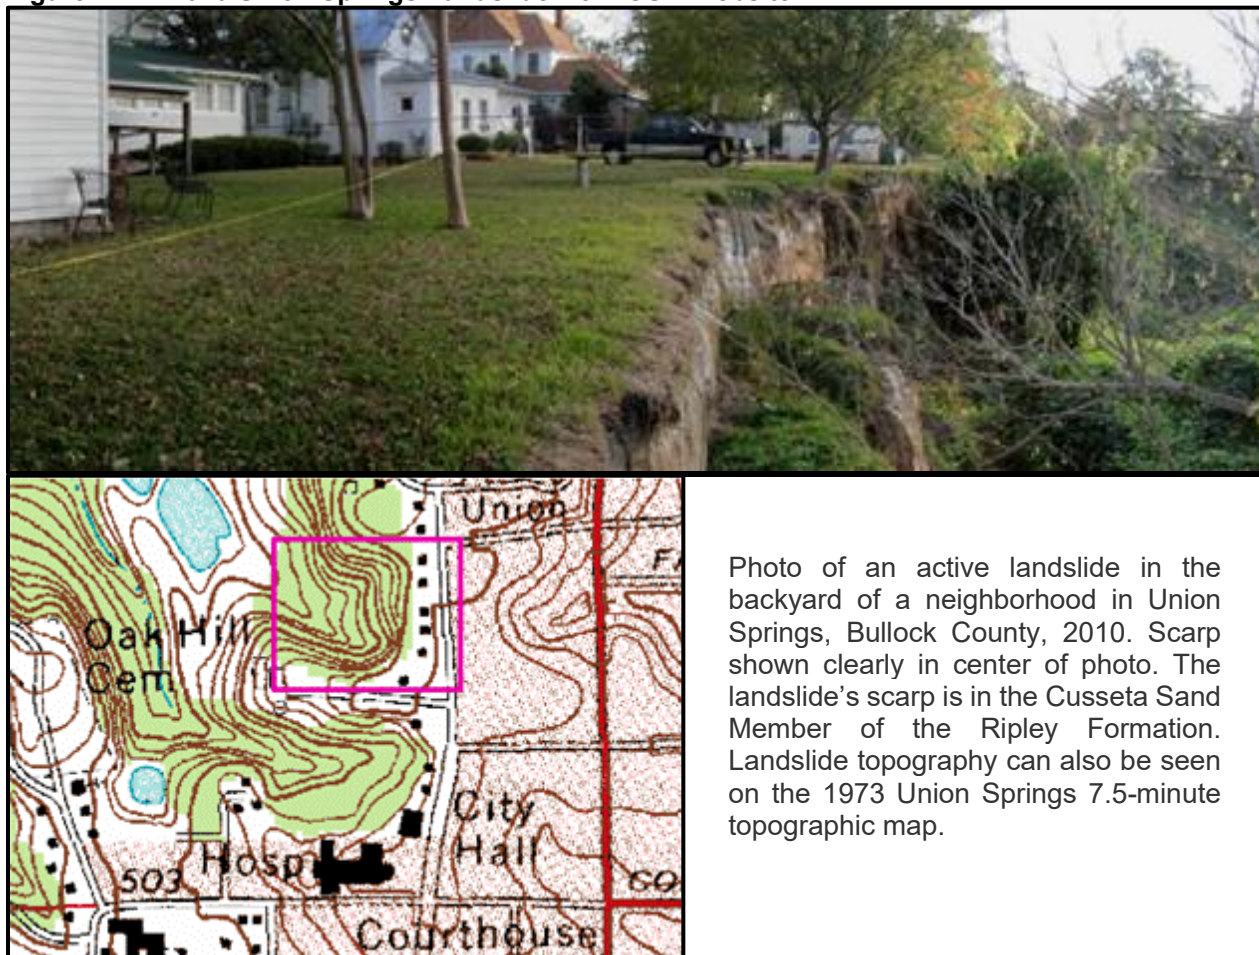 Union
Oak Hill
Cem
City
Hall
Hosp
503
Courthouse
Photo of an active landslide in the
backyard of a neighborhood in Union
Springs, Bullock County, 2010. Scarp
shown clearly in center of photo. The
landslide’s scarp is in the Cusseta Sand
Member of the Ripley Formation.
Landslide topography can also be seen
on the 1973 Union Springs 7.5-minute
topographic map.